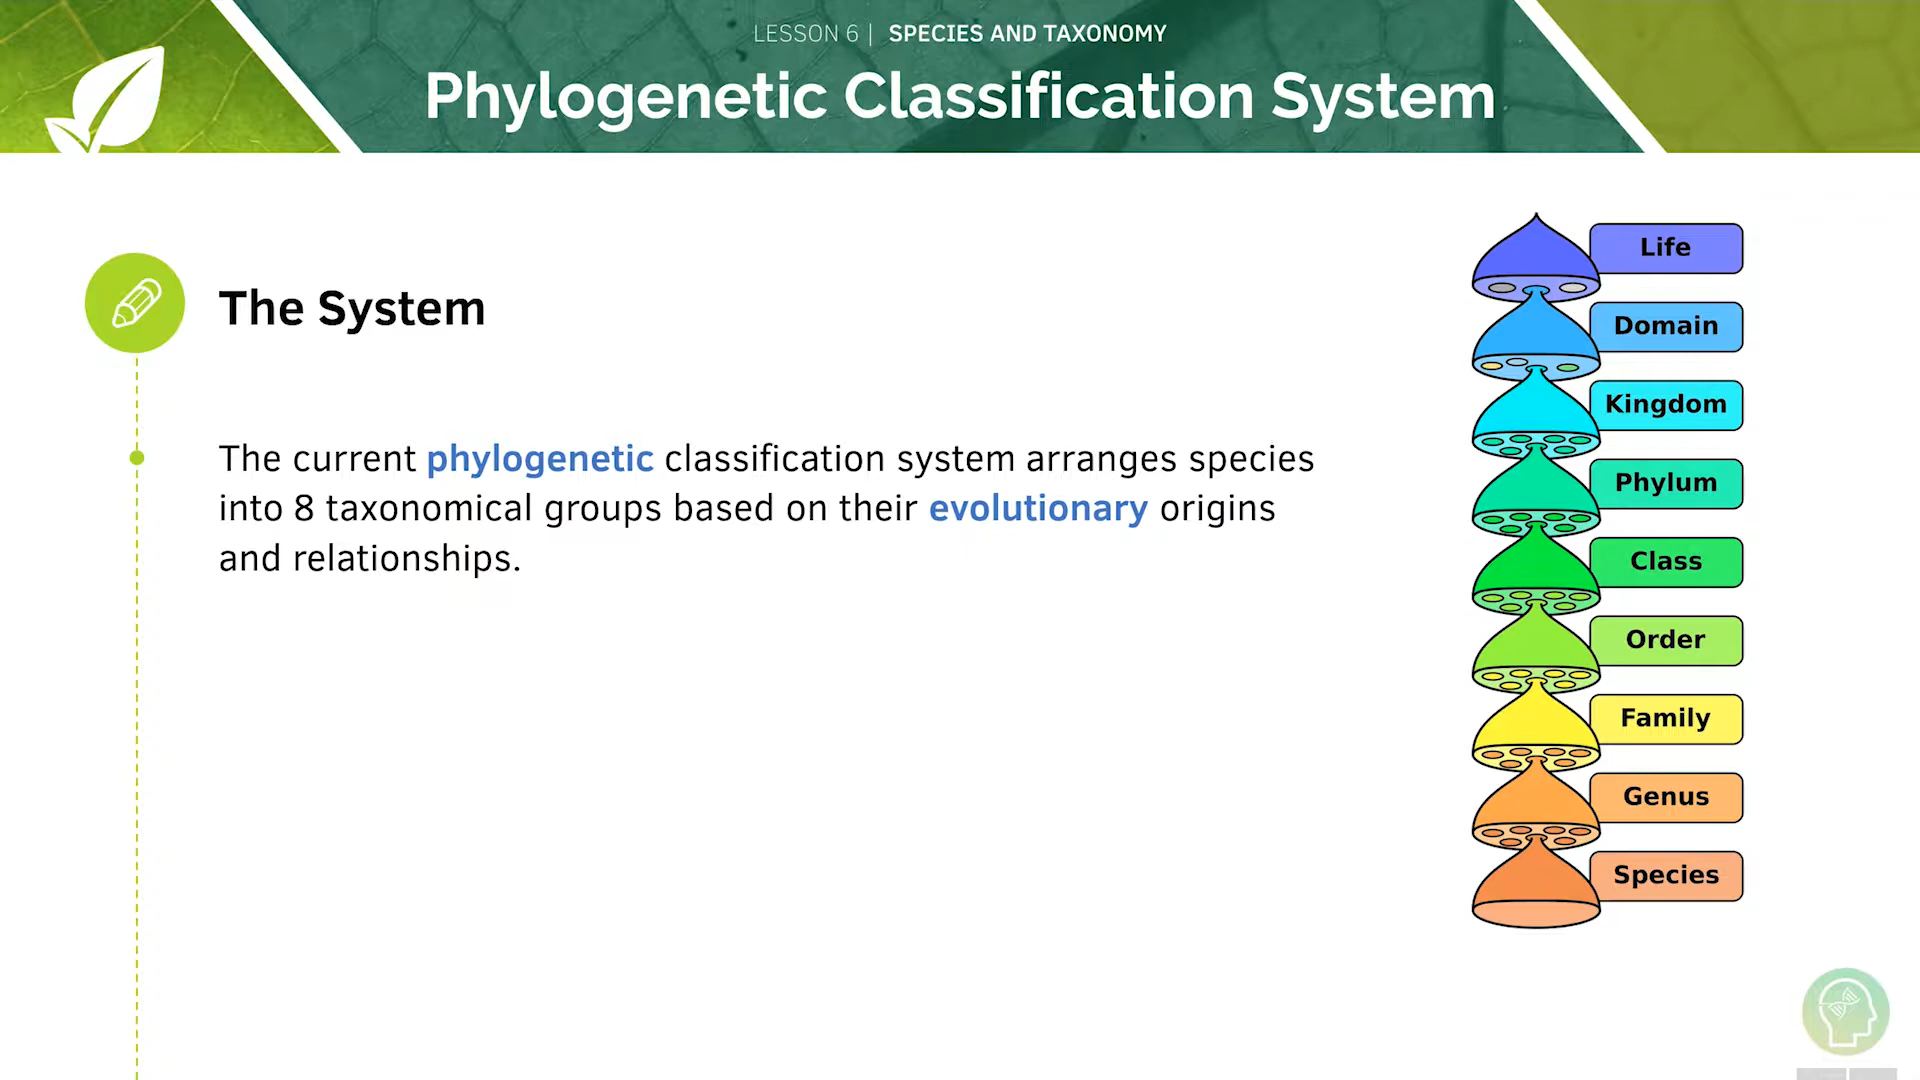 LESSON 6 | SPECIES AND TAXONOMY
Phylogenetic Classification System
The System
The current phylogenetic classification system arranges species
into 8 taxonomical groups based on their evolutionary origins
and relationships.
Life
Domain
Kingdom
Phylum
Class
Order
Family
Genus
Species